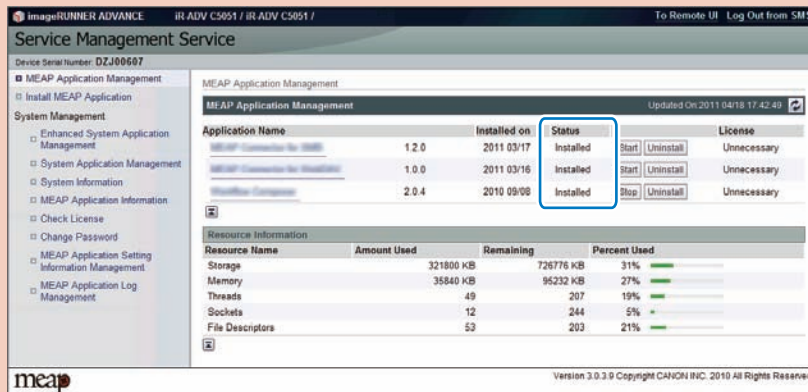 imageRUNNER ADVANCE iR-ADV C5051 / iR-ADV C5051 / To Remote UI Log Out from SMS
Service Management Service
Device Serial Number: DZJ00607
MEAP Application Management
Install MEAP Application
System Management
Enhanced System Application
Management
System Application Management
System Information
MEAP Application Information
Check License
Change Password
MEAP Application Setting
Information Management
MEAP Application Log
Management
MEAP Application Management
MEAP Application Management Updated On:2011 04/18 17:42:49
Application Name Installed on Status License
1.2.0 2011 03/17 Installed Start Uninstall Unnecessary
1.0.0 2011 03/16 Installed Start Uninstall Unnecessary
2.0.4 2010 09/08 Installed Stop Uninstall Unnecessary
Resource Information
Resource Name Amount Used Remaining Percent Used
Storage 321800 KB 726776 KB 31%
Memory 35840 KB 95232 KB 27%
Threads 49 207 19%
Sockets 12 244 5%
File Descriptors 53 203 21%
meap Version 3.0.3.9 Copyright CANON INC. 2010 All Rights Reserve